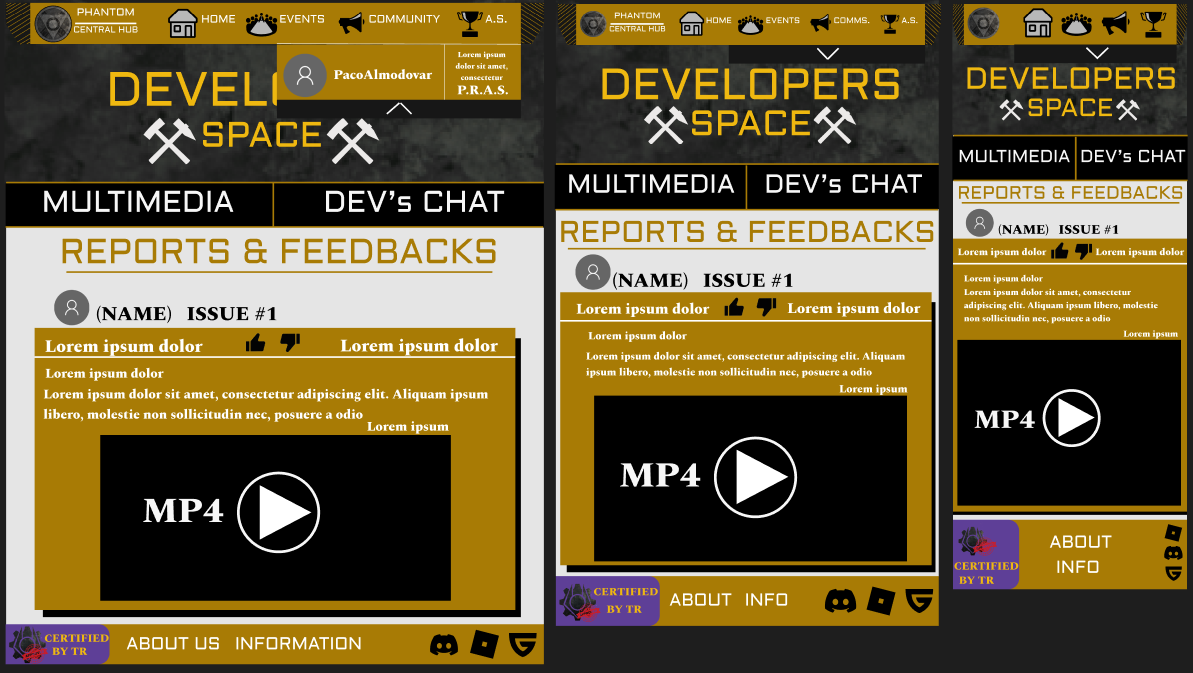 PHANTOM
CENTRAL HUB
HOME
EVENTS
COMMUNITY
A.S.
PacoAlmodovar
Lorem ipsum
dolor sit amet,
consectetur
P.R.A.S.
DEVEL
SPACE
MULTIMEDIA
DEV's CHAT
REPORTS & FEEDBACKS
(NAME) ISSUE #1
Lorem ipsum dolor
Lorem ipsum dolor
Lorem ipsum dolor
Lorem ipsum dolor sit amet, consectetur adipiscing elit. Aliquam ipsum
libero, molestie non sollicitudin nec, posuere a odio
Lorem ipsum
MP4
CERTIFIED
BY TR
ABOUT US
INFORMATION
PHANTOM
CENTRAL HUB
HOME
EVENTS
COMMS.
A.S.
DEVELOPERS
SPACE
MULTIMEDIA
DEV's CHAT
REPORTS & FEEDBACKS
(NAME) ISSUE #1
Lorem ipsum dolor
Lorem ipsum dolor
Lorem ipsum dolor
Lorem ipsum dolor sit amet, consectetur adipiscing elit. Aliquam
ipsum libero, molestie non sollicitudin nec, posuere a odio
Lorem ipsum
MP4
CERTIFIED
BY TR
ABOUT
INFO
DEVELOPERS
SPACE
MULTIMEDIA
DEV's CHAT
REPORTS & FEEDBACKS
(NAME) ISSUE #1
Lorem ipsum dolor
Lorem ipsum dolor
Lorem ipsum dolor
Lorem ipsum dolor sit amet, consectetur
adipiscing elit. Aliquam ipsum libero, molestie
non sollicitudin nec, posuere a odio
Lorem ipsum
MP4
CERTIFIED
BY TR
ABOUT
INFO